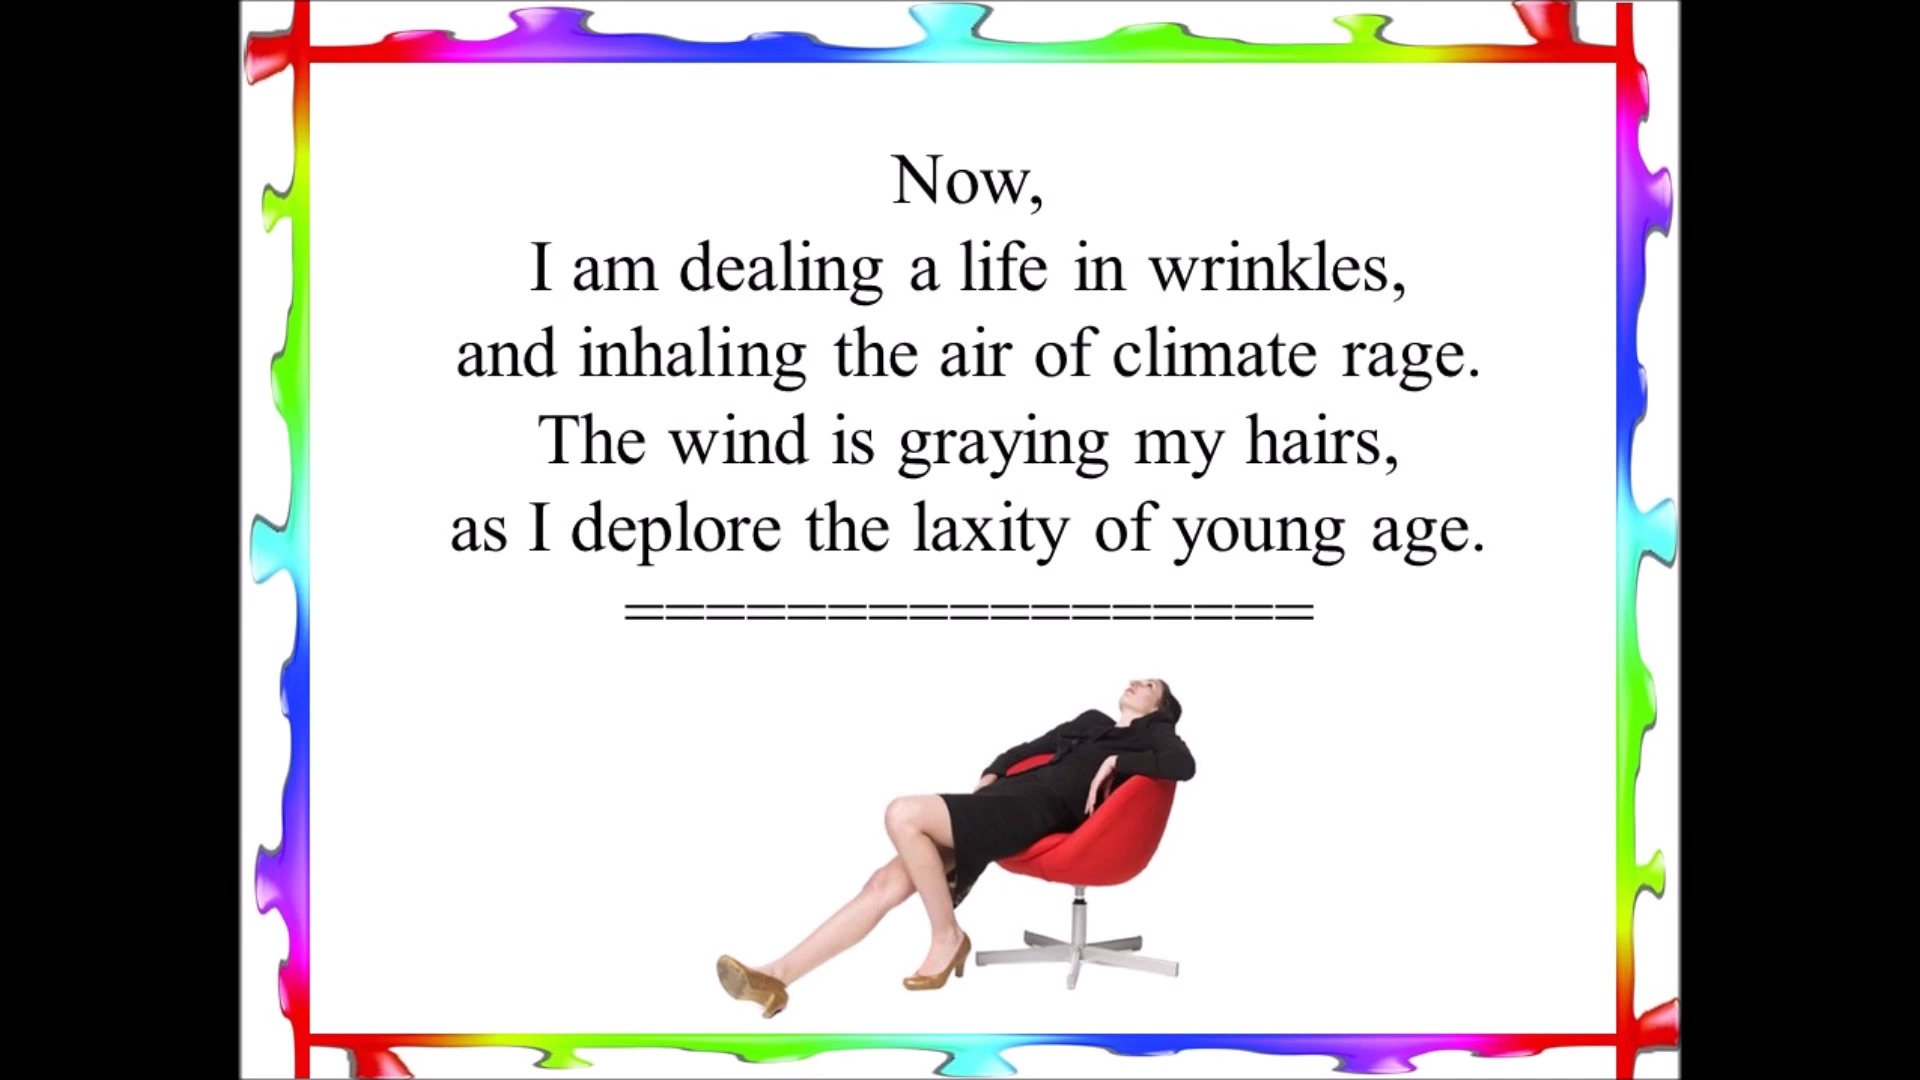 Now,
I am dealing a life in wrinkles,
and inhaling the air of climate rage.
The wind is graying my hairs,
as I deplore the laxity of young age.
=================